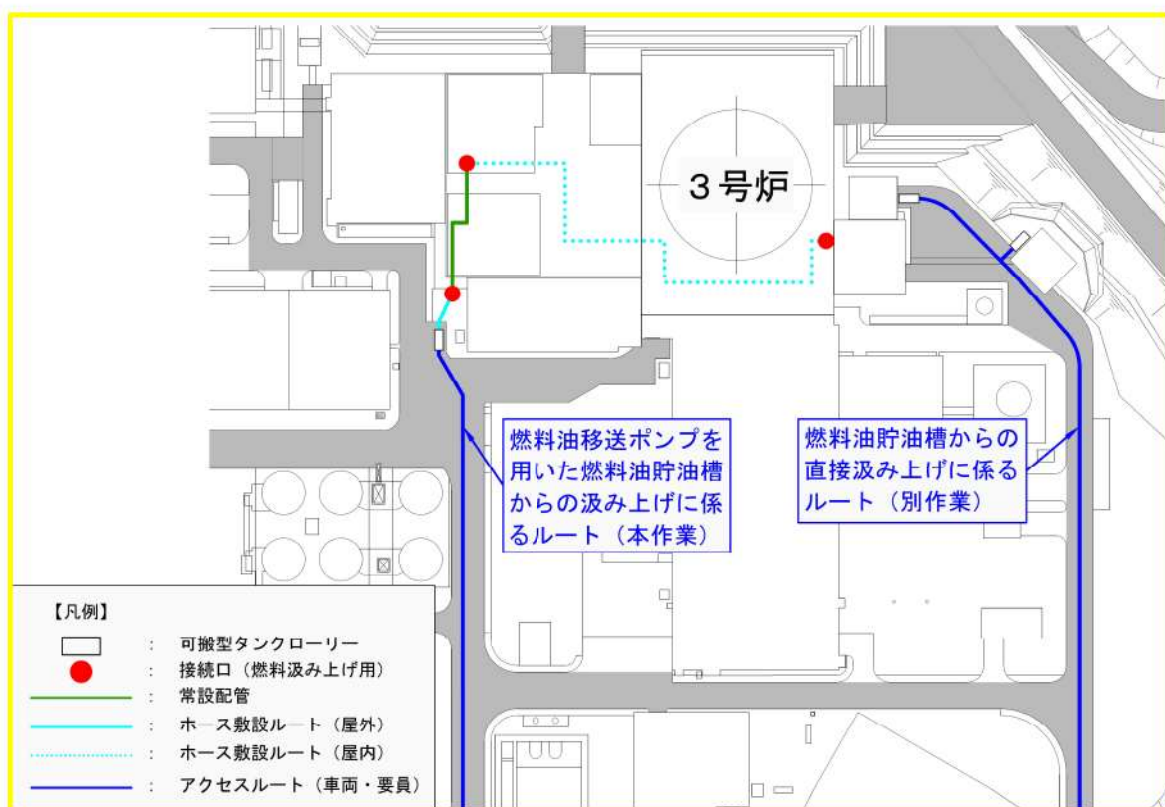 3号炉
燃料油移送ポンプを
用いた燃料油貯油槽
からの汲み上げに係
るルート（本作業）
燃料油貯油槽からの
直接汲み上げに係る
ルート（別作業）
【凡例】
： 可搬型タンクローリー
： 接続口（燃料汲み上げ用）
： 常設配管
： ホース敷設ルート（屋外）
： ホース敷設ルート（屋内）
： アクセスルート（車両・要員）